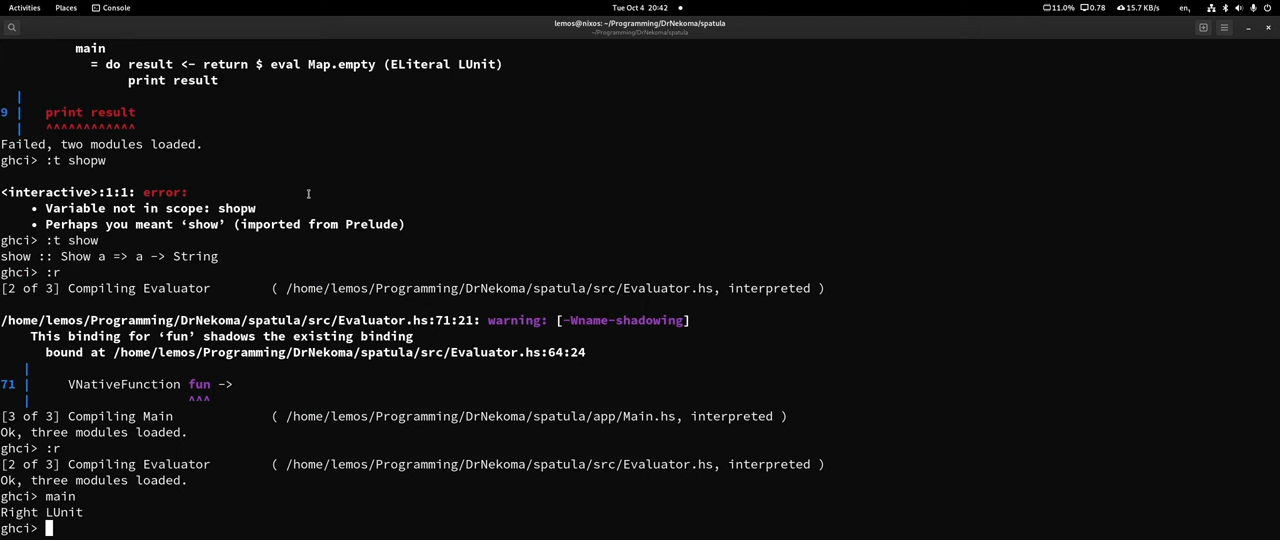 Activities Places Console Tue Oct 4 20:42 11.0% 0.78 15.7 KB/s en,
lemos@nixos: ~/Programming/DrNekoma/spatula
~/Programming/DrNekoma/spatula
main
= do result <- return $ eval Map.empty (ELiteral LUnit)
print result
|
9 | print result
| ^^^^^^^^^^^^
Failed, two modules loaded.
ghci> :t shopw
<interactive>:1:1: error:
• Variable not in scope: shopw
• Perhaps you meant ‘show’ (imported from Prelude)
ghci> :t show
show :: Show a => a -> String
ghci> :r
[2 of 3] Compiling Evaluator ( /home/lemos/Programming/DrNekoma/spatula/src/Evaluator.hs, interpreted )
/home/lemos/Programming/DrNekoma/spatula/src/Evaluator.hs:71:21: warning: [-Wname-shadowing]
This binding for ‘fun’ shadows the existing binding
bound at /home/lemos/Programming/DrNekoma/spatula/src/Evaluator.hs:64:24
|
71 | VNativeFunction fun ->
| ^^^
[3 of 3] Compiling Main ( /home/lemos/Programming/DrNekoma/spatula/app/Main.hs, interpreted )
Ok, three modules loaded.
ghci> :r
[2 of 3] Compiling Evaluator ( /home/lemos/Programming/DrNekoma/spatula/src/Evaluator.hs, interpreted )
Ok, three modules loaded.
ghci> main
Right LUnit
ghci>